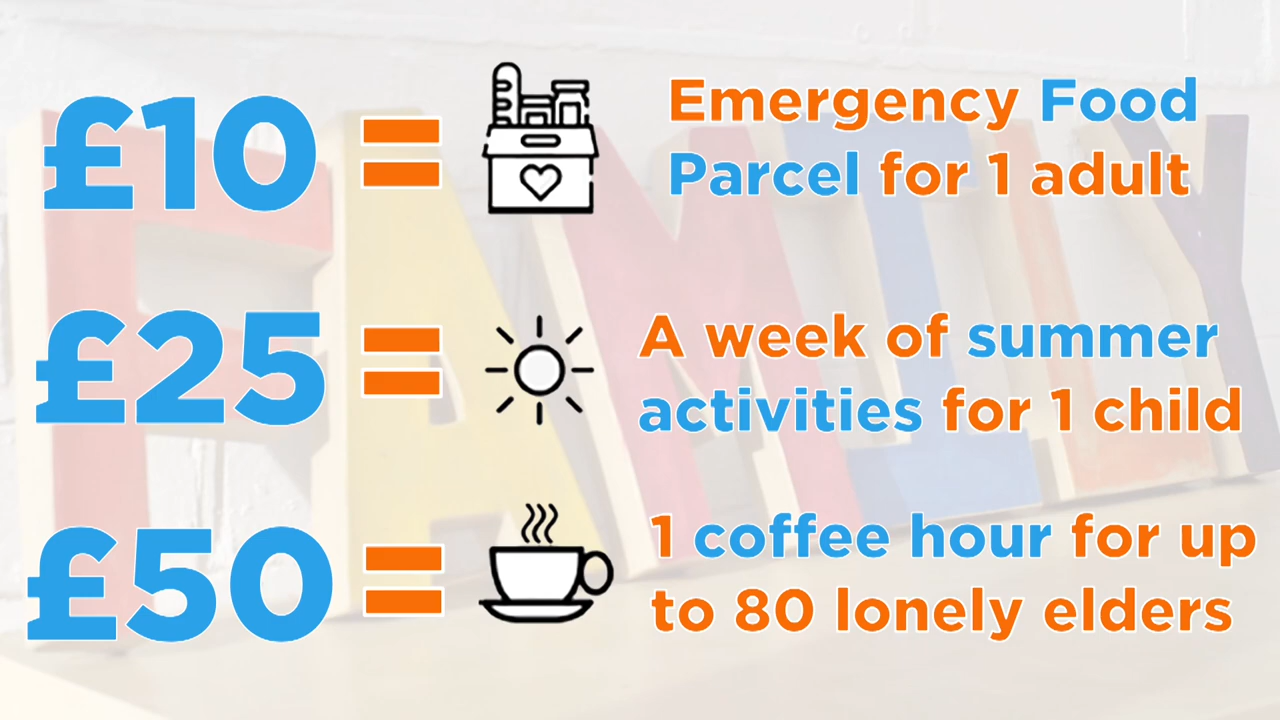 £10 = Emergency Food
Parcel for 1 adult
£25 = A week of summer
activities for 1 child
£50 = 1 coffee hour for up
to 80 lonely elders
FAMILY